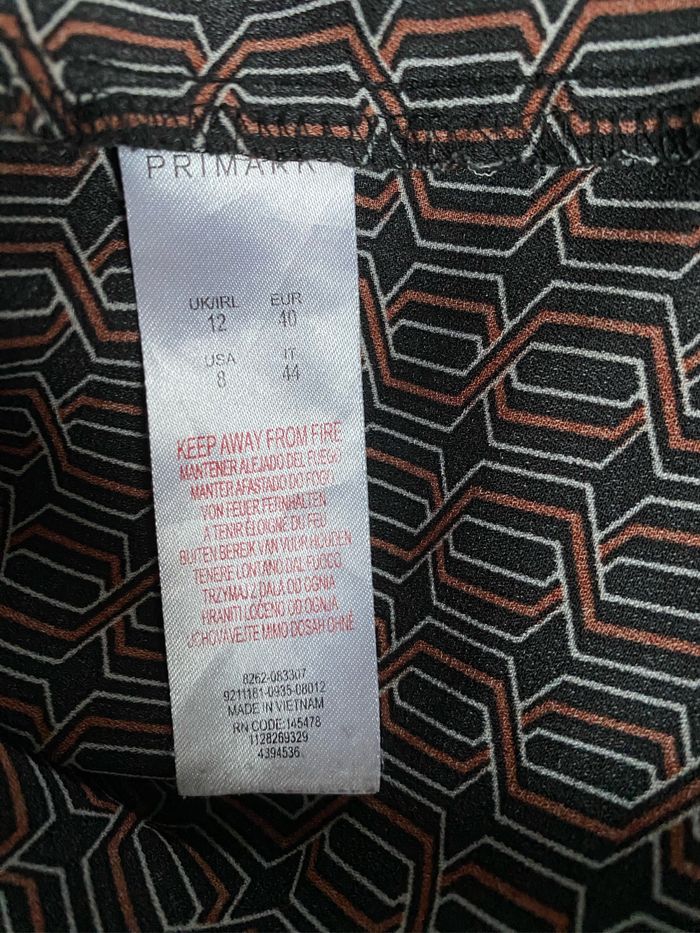 PRIMARK
UK/IRL EUR
12 40
USA IT
8 44
KEEP AWAY FROM FIRE
MANTENER ALEJADO DEL FUEGO
MANTER AFASTADO DO FOGO
VON FEUER FERNHALTEN
A TENIR ÉLOIGNÉ DU FEU
BUITEN BEREIK VAN VUUR HOUDEN
TENERE LONTANO DAL FUOCO
TRZYMAJ Z DALA OD OGNIA
HRANITI LOČENO OD OGNJA
UCHOVÁVEJTE MIMO DOSAH OHNĚ
8262-083307
9211181-0935-08012
MADE IN VIETNAM
RN CODE:145478
1128269329
4394536